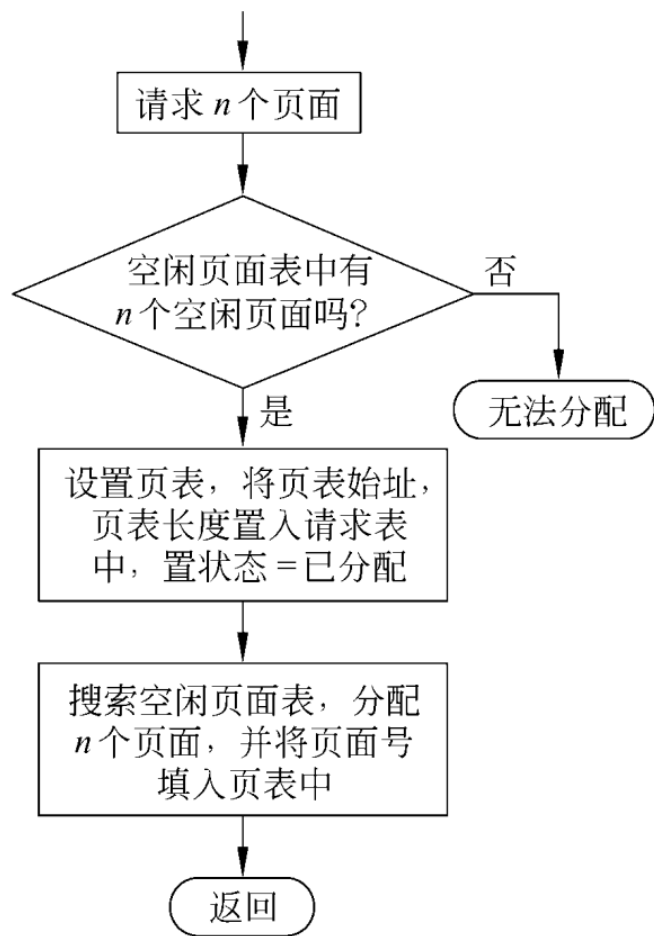 请求 n 个页面
空闲页面表中有
n个空闲页面吗?
否
无法分配
是
设置页表，将页表始址，
页表长度置入请求表
中，置状态=已分配
搜索空闲页面表，分配
n个页面，并将页面号
填入页表中
返回